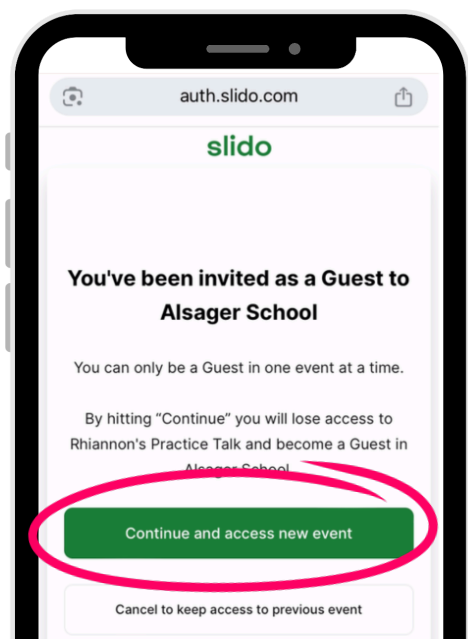 auth.slido.com
slido
You've been invited as a Guest to
Alsager School
You can only be a Guest in one event at a time.
By hitting “Continue” you will lose access to
Rhiannon's Practice Talk and become a Guest in
Alsager School
Continue and access new event
Cancel to keep access to previous event